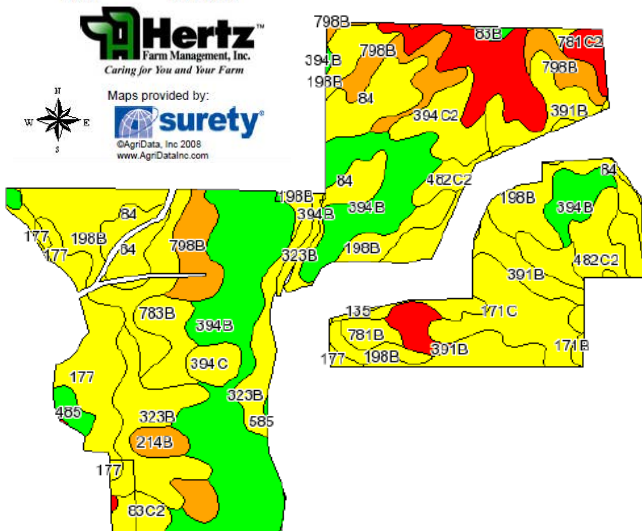 Hertz™
Farm Management, Inc.
Caring for You and Your Farm
Maps provided by:
surety®
©AgriData, Inc 2008
www.AgriDataInc.com
N
W E
S
798B
83B
781C2
394B
798B
798B
198B
84
394C2
391B
84
482C2
394B
198B
84
198B
394B
482C2
391B
198B
394B
323B
84
177
198B
177
84
798B
783B
394B
394C
135
171C
781B
391B
177
198B
171B
177
323B
485
323B
585
214B
177
83C2